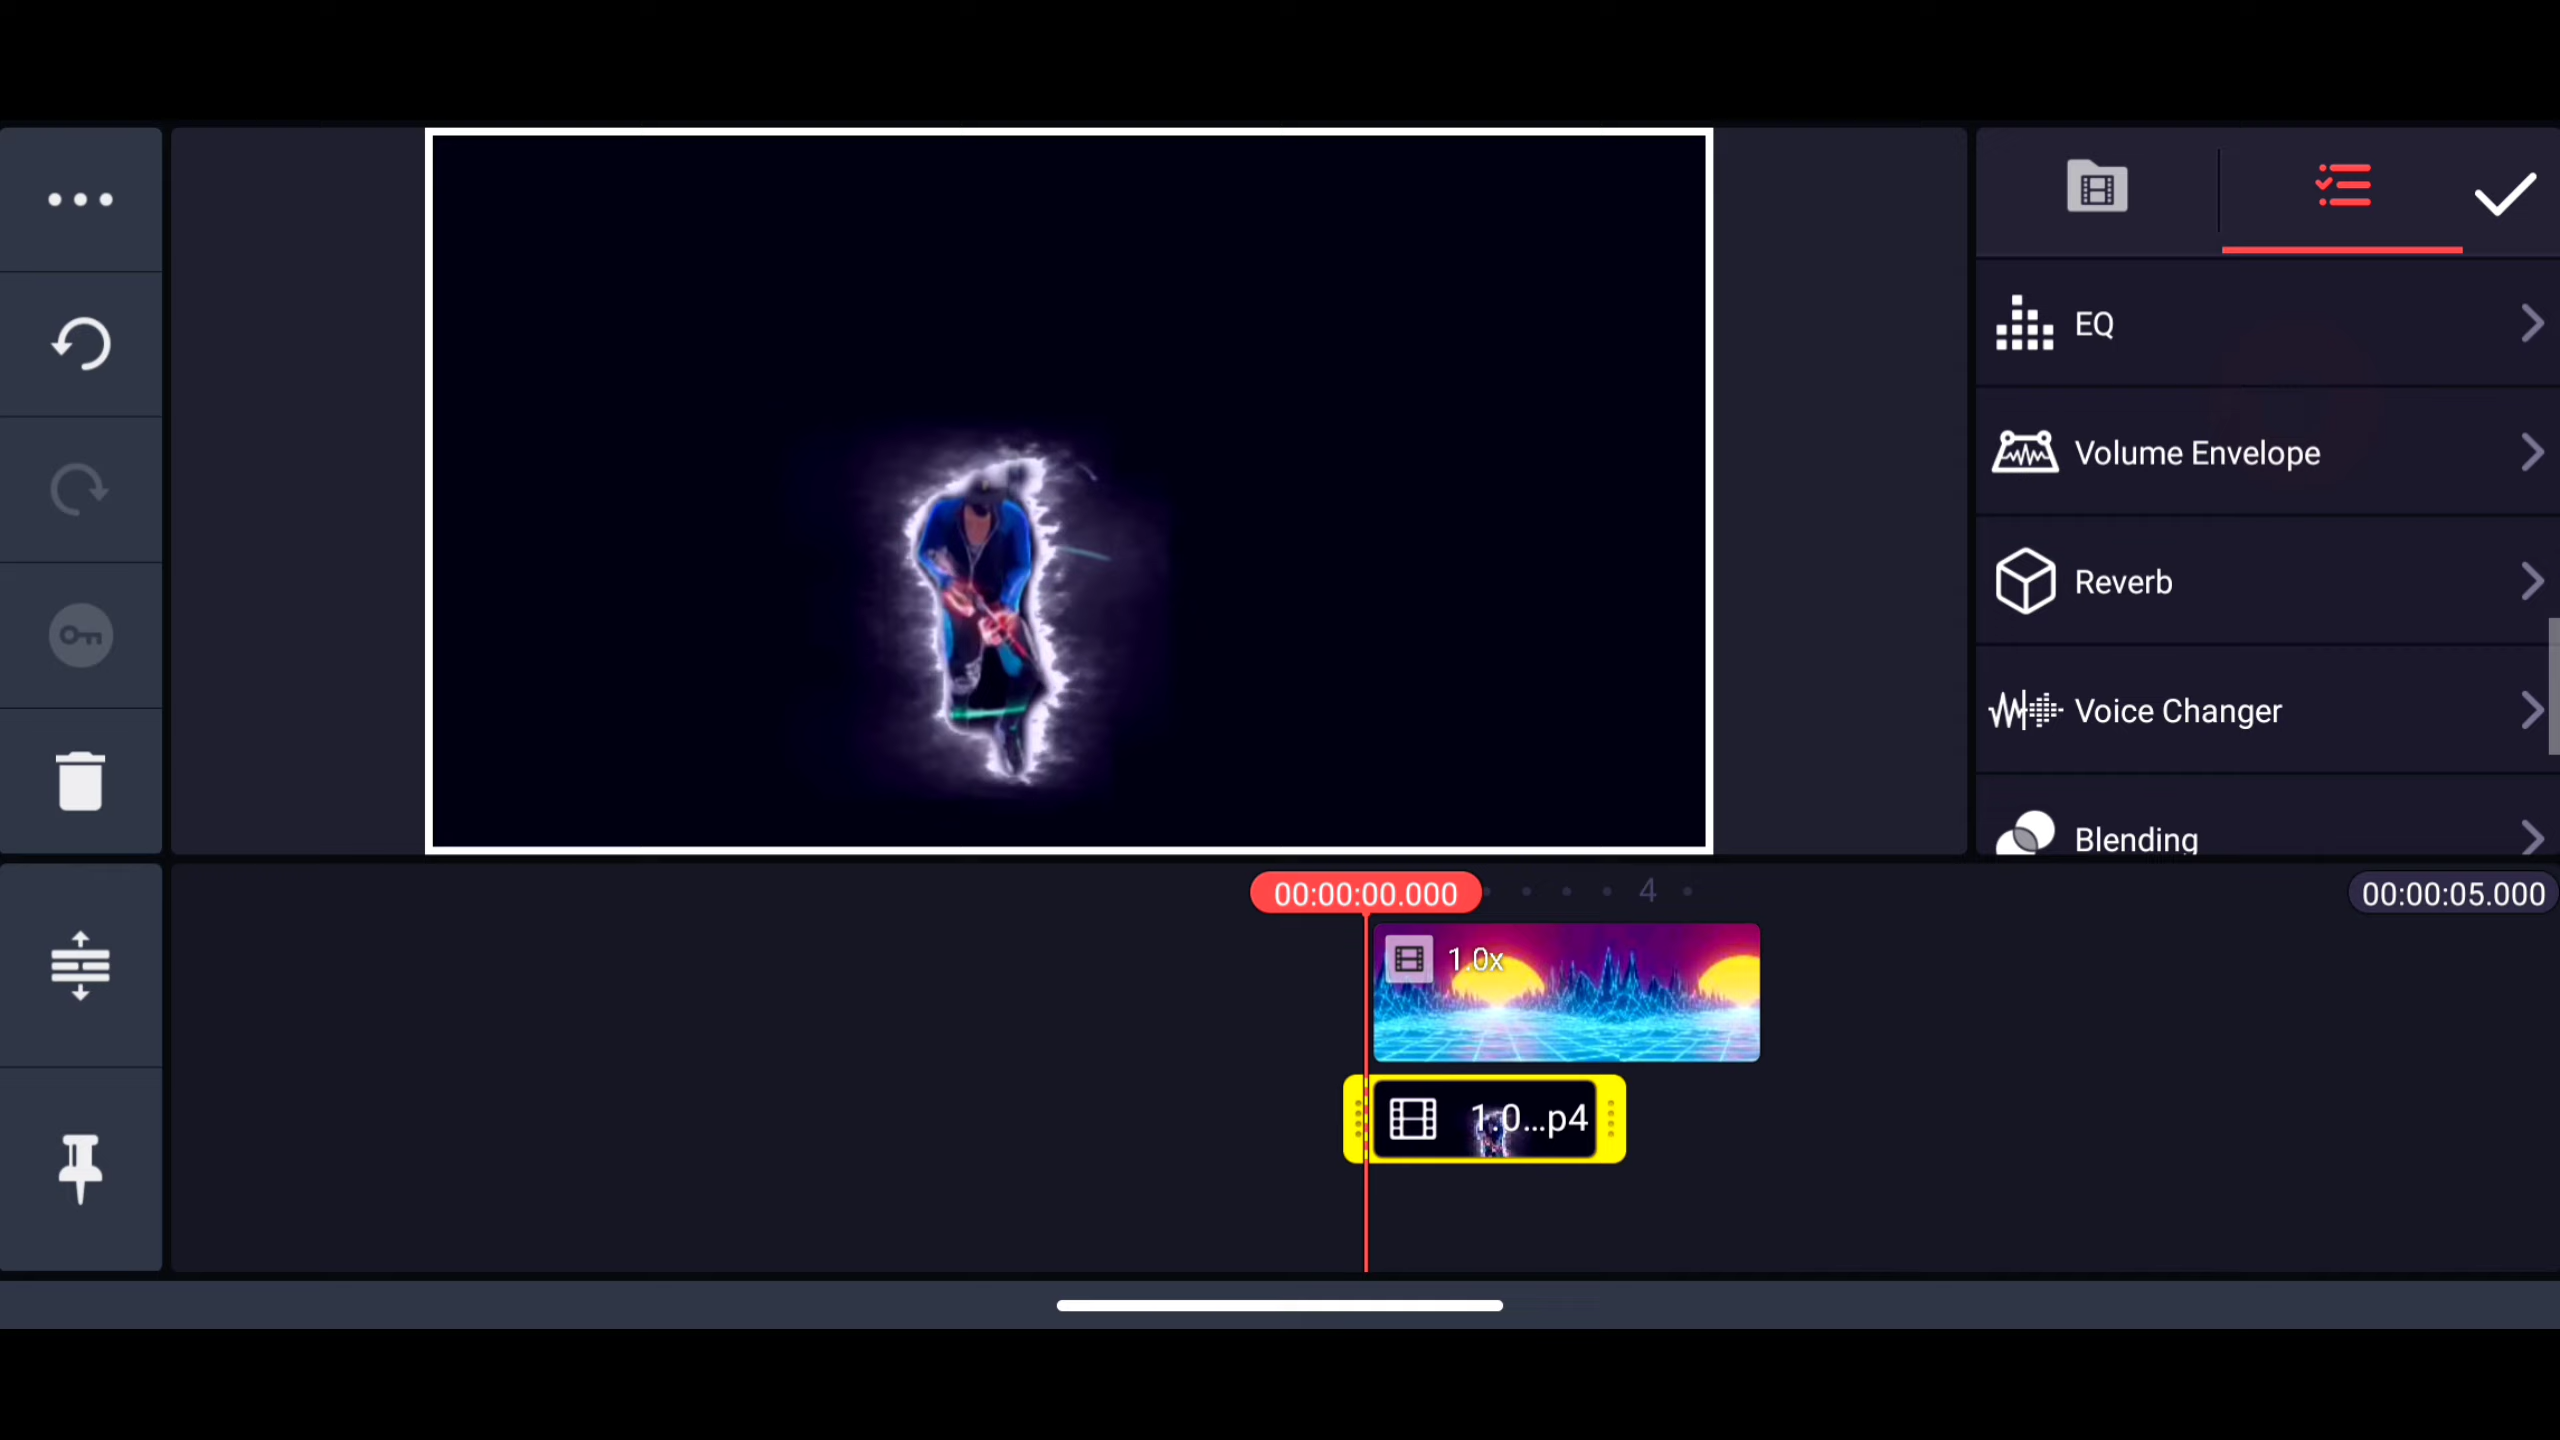 EQ
Volume Envelope
Reverb
Voice Changer
Blending
00:00:00.000
4
00:00:05.000
1.0x
1.0...p4